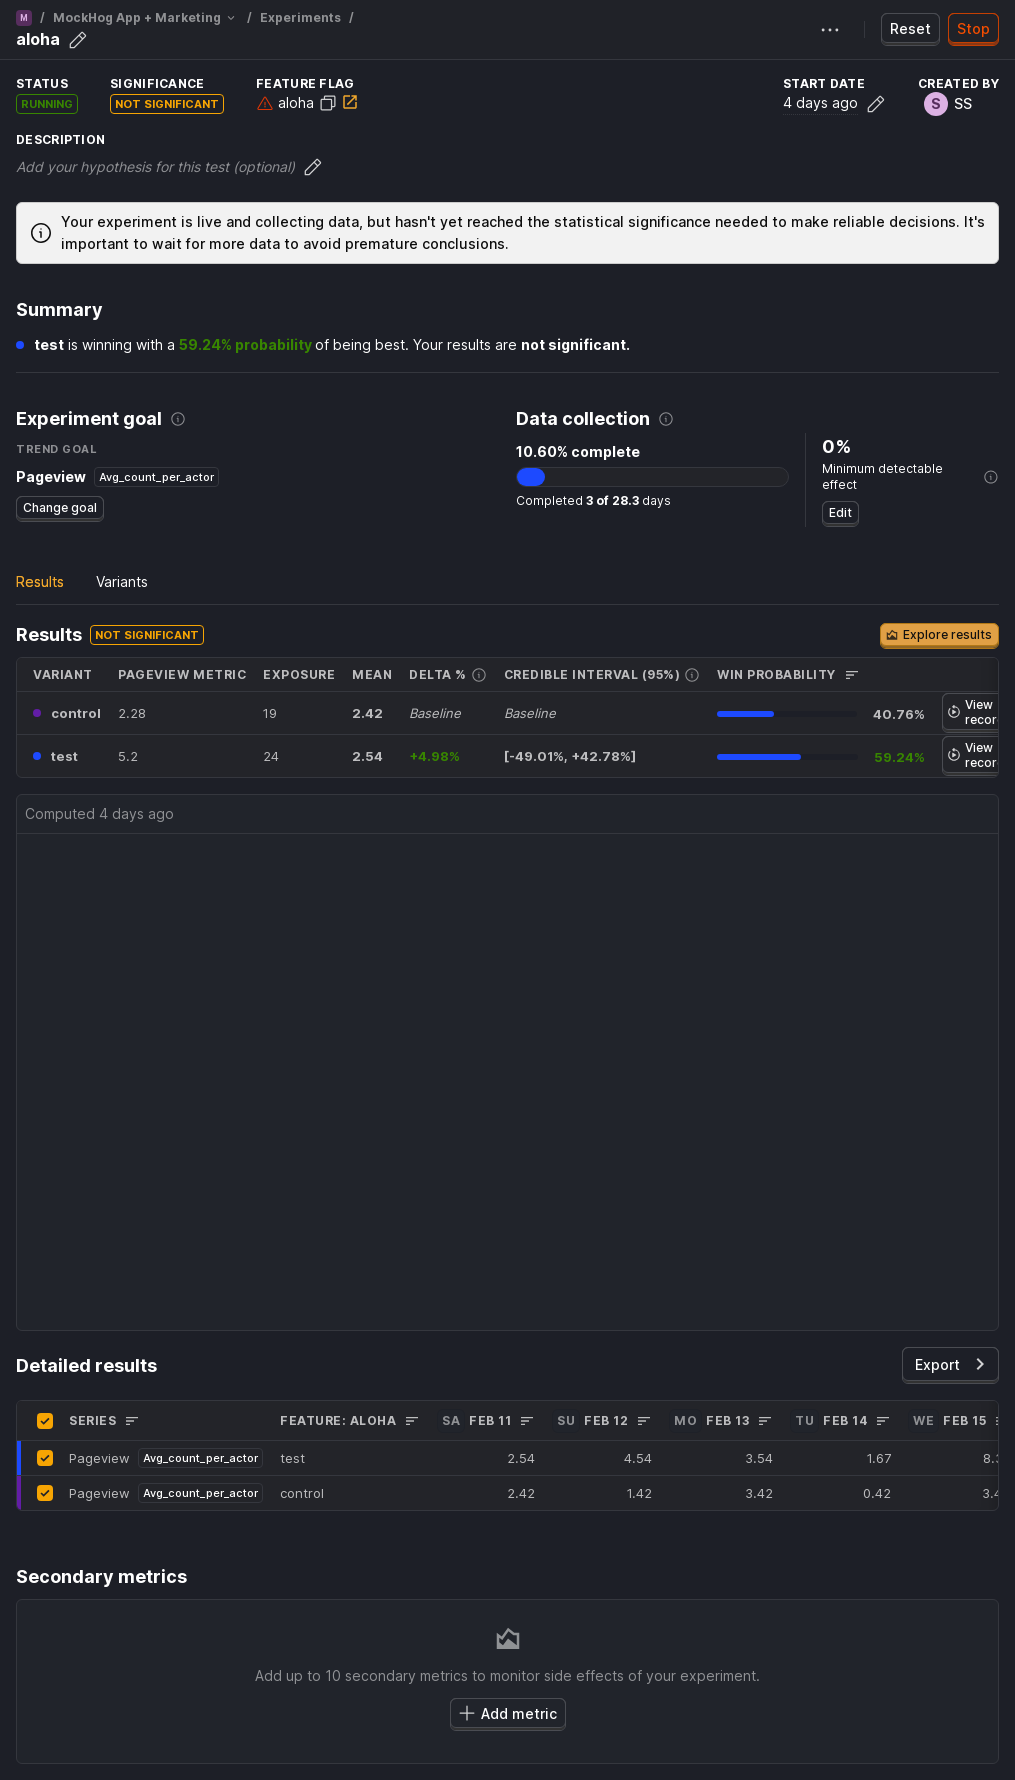 M / MockHog App + Marketing / Experiments /
aloha
Reset Stop
STATUS SIGNIFICANCE FEATURE FLAG START DATE CREATED BY
RUNNING NOT SIGNIFICANT aloha 4 days ago S SS
DESCRIPTION
Add your hypothesis for this test (optional)
Your experiment is live and collecting data, but hasn't yet reached the statistical significance needed to make reliable decisions. It's
important to wait for more data to avoid premature conclusions.
Summary
test is winning with a 59.24% probability of being best. Your results are not significant.
Experiment goal Data collection
TREND GOAL
Pageview Avg_count_per_actor
Change goal
10.60% complete
Completed 3 of 28.3 days
0%
Minimum detectable
effect
Edit
Results Variants
Results NOT SIGNIFICANT Explore results
VARIANT PAGEVIEW METRIC EXPOSURE MEAN DELTA % CREDIBLE INTERVAL (95%) WIN PROBABILITY
control 2.28 19 2.42 Baseline Baseline 40.76% View
recor
test 5.2 24 2.54 +4.98% [-49.01%, +42.78%] 59.24% View
recor
Computed 4 days ago
Detailed results Export
SERIES FEATURE: ALOHA SA FEB 11 SU FEB 12 MO FEB 13 TU FEB 14 WE FEB 15
Pageview Avg_count_per_actor test 2.54 4.54 3.54 1.67 8.3
Pageview Avg_count_per_actor control 2.42 1.42 3.42 0.42 3.4
Secondary metrics
Add up to 10 secondary metrics to monitor side effects of your experiment.
Add metric